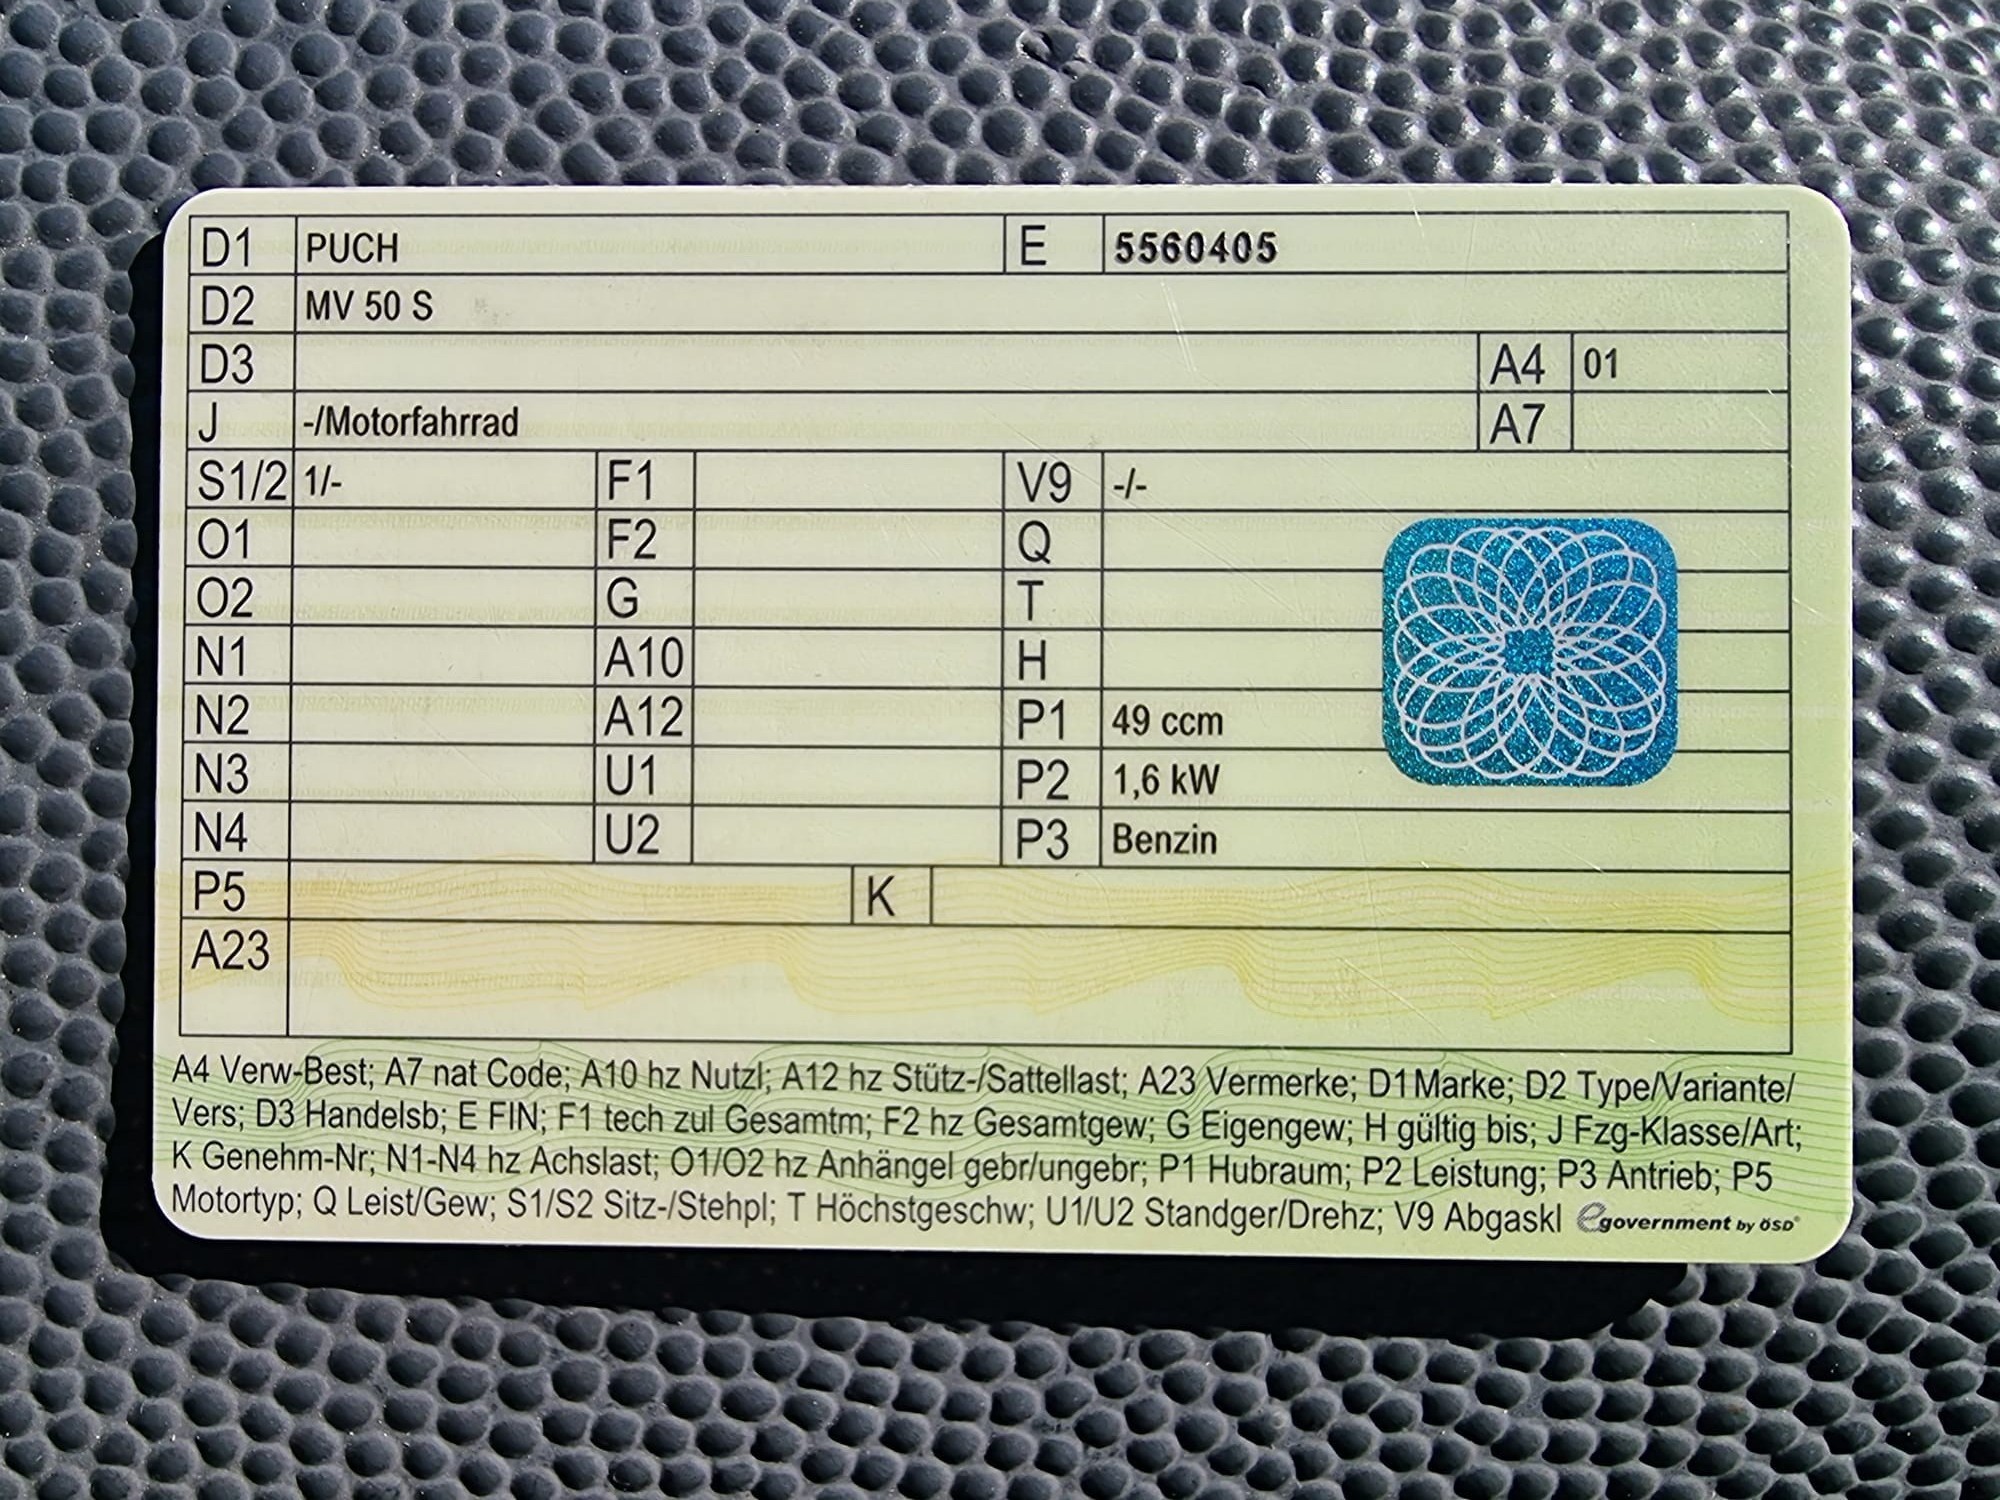 D1 PUCH E 5560405
D2 MV 50 S
D3 A4 01
J -/Motorfahrrad A7
S1/2 1/- F1 V9 -/-
O1 F2 Q
O2 G T
N1 A10 H
N2 A12 P1 49 ccm
N3 U1 P2 1,6 kW
N4 U2 P3 Benzin
P5 K
A23
A4 Verw-Best; A7 nat Code; A10 hz Nutzl; A12 hz Stütz-/Sattellast; A23 Vermerke; D1 Marke; D2 Type/Variante/
Vers; D3 Handelsb; E FIN; F1 tech zul Gesamtm; F2 hz Gesamtgew; G Eigengew; H gültig bis; J Fzg-Klasse/Art;
K Genehm-Nr; N1-N4 hz Achslast; O1/O2 hz Anhängel gebr/ungebr; P1 Hubraum; P2 Leistung; P3 Antrieb; P5
Motortyp; Q Leist/Gew; S1/S2 Sitz-/Stehpl; T Höchstgeschw; U1/U2 Standger/Drehz; V9 Abgaskl egovernment by ÖSD